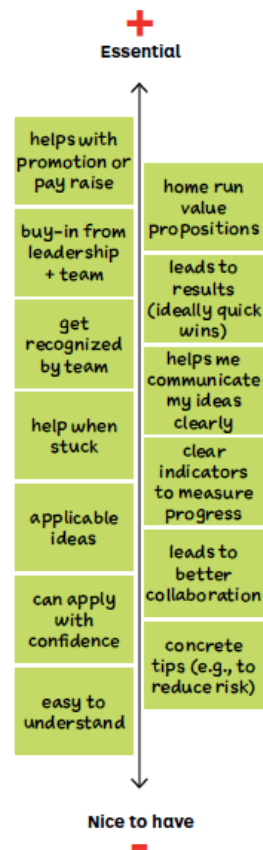 +
Essential
helps with
promotion or
pay raise
buy-in from
leadership
+ team
get
recognized
by team
help when
stuck
applicable
ideas
can apply
with
confidence
easy to
understand
home run
value
propositions
leads to
results
(ideally quick
wins)
helps me
communicate
my ideas
clearly
clear
indicators
to measure
progress
leads to
better
collaboration
concrete
tips (e.g., to
reduce risk)
Nice to have
-